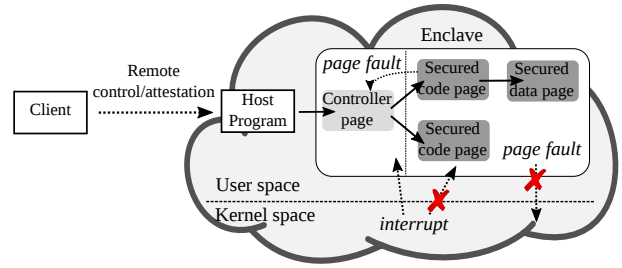 Enclave
page fault
Secured
code page
Secured
data page
Remote
control/attestation
Client
Host
Program
Controller
page
Secured
code page
page fault
User space
Kernel space
interrupt